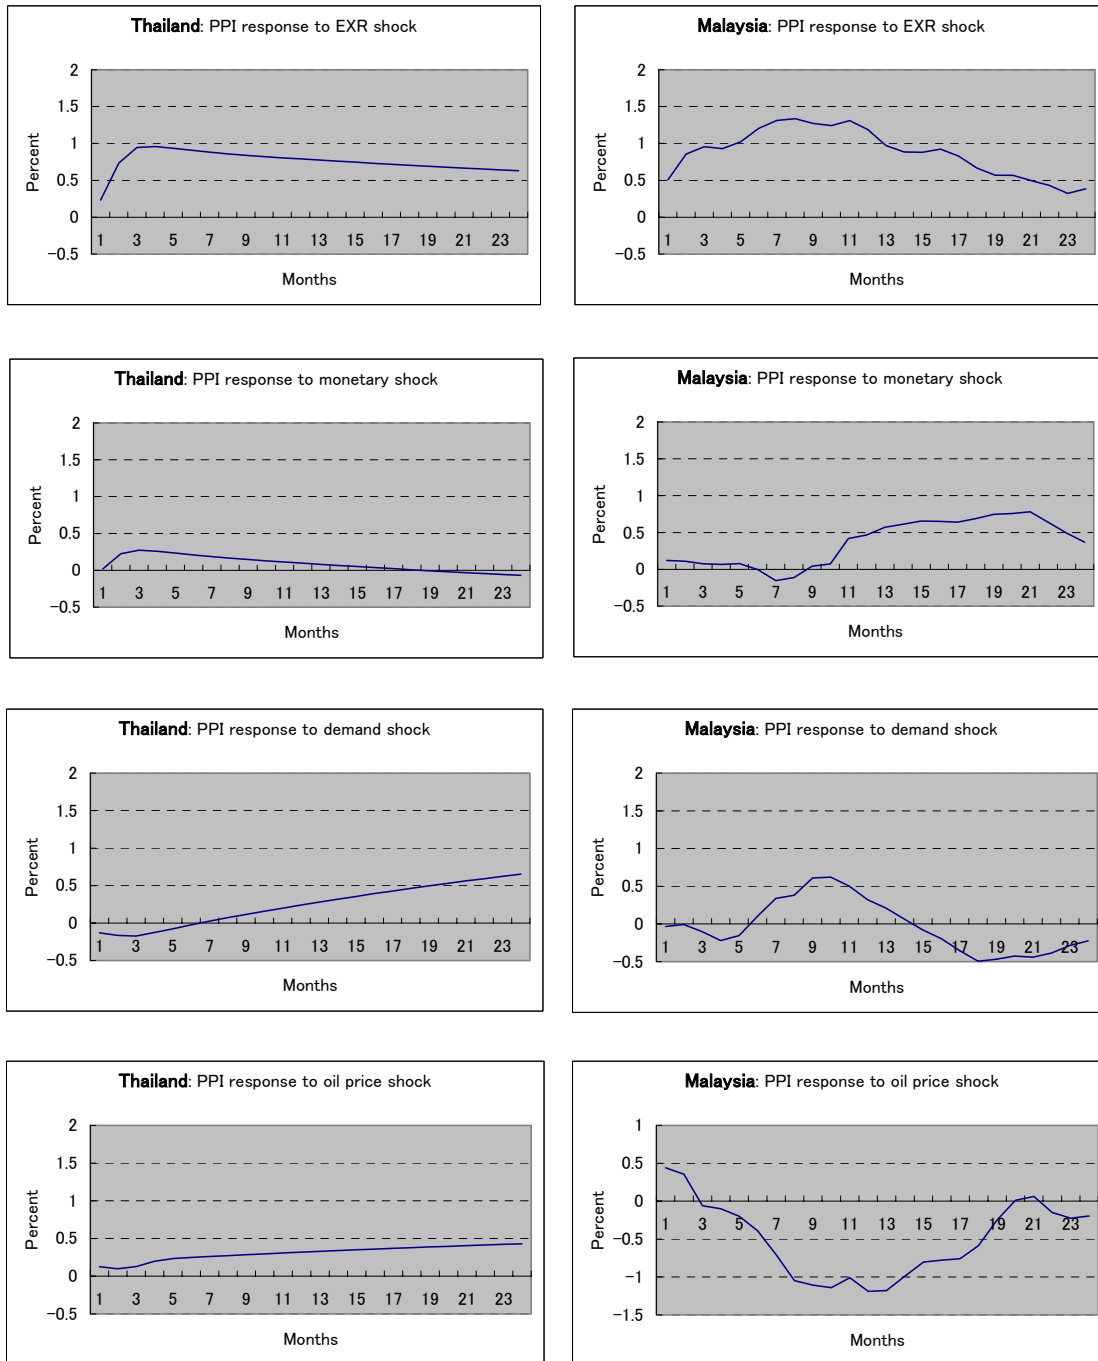 Thailand: PPI response to EXR shock
2
1.5
1
0.5
0
-0.5
Percent
1 3 5 7 9 11 13 15 17 19 21 23
Months
Malaysia: PPI response to EXR shock
2
1.5
1
0.5
0
-0.5
Percent
1 3 5 7 9 11 13 15 17 19 21 23
Months
Thailand: PPI response to monetary shock
2
1.5
1
0.5
0
-0.5
Percent
1 3 5 7 9 11 13 15 17 19 21 23
Months
Malaysia: PPI response to monetary shock
2
1.5
1
0.5
0
-0.5
Percent
1 3 5 7 9 11 13 15 17 19 21 23
Months
Thailand: PPI response to demand shock
2
1.5
1
0.5
0
-0.5
Percent
1 3 5 7 9 11 13 15 17 19 21 23
Months
Malaysia: PPI response to demand shock
2
1.5
1
0.5
0
-0.5
Percent
1 3 5 7 9 11 13 15 17 19 21 23
Months
Thailand: PPI response to oil price shock
2
1.5
1
0.5
0
-0.5
Percent
1 3 5 7 9 11 13 15 17 19 21 23
Months
Malaysia: PPI response to oil price shock
1
0.5
0
-0.5
-1
-1.5
Percent
1 3 5 7 9 11 13 15 17 19 21 23
Months